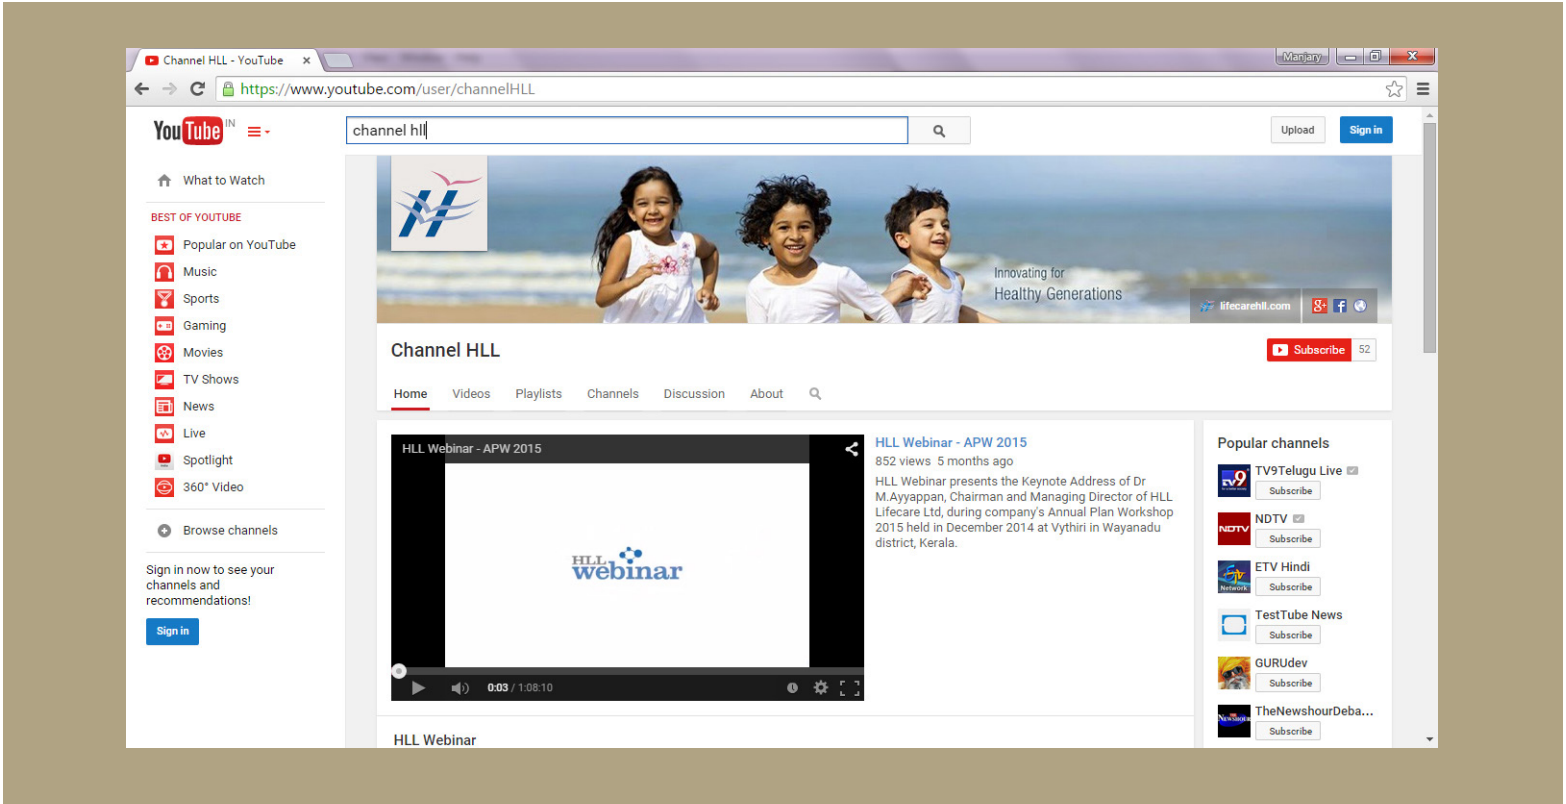 Channel HLL - YouTube
Manjary
https://www.youtube.com/user/channelHLL
YouTube IN
channel hll
Upload
Sign in
What to Watch
BEST OF YOUTUBE
Popular on YouTube
Music
Sports
Gaming
Movies
TV Shows
News
Live
Spotlight
360° Video
Browse channels
Sign in now to see your
channels and
recommendations!
Sign in
Innovating for
Healthy Generations
lifecarehll.com
Channel HLL
Subscribe 52
Home Videos Playlists Channels Discussion About
HLL Webinar - APW 2015
HLL
webinar
0:03 / 1:08:10
HLL Webinar - APW 2015
852 views 5 months ago
HLL Webinar presents the Keynote Address of Dr
M.Ayyappan, Chairman and Managing Director of HLL
Lifecare Ltd, during company's Annual Plan Workshop
2015 held in December 2014 at Vythiri in Wayanadu
district, Kerala.
HLL Webinar
Popular channels
TV9Telugu Live
Subscribe
NDTV
NDTV
Subscribe
ETV Hindi
Network
Subscribe
TestTube News
Subscribe
GURUdev
Subscribe
TheNewshourDeba...
Subscribe